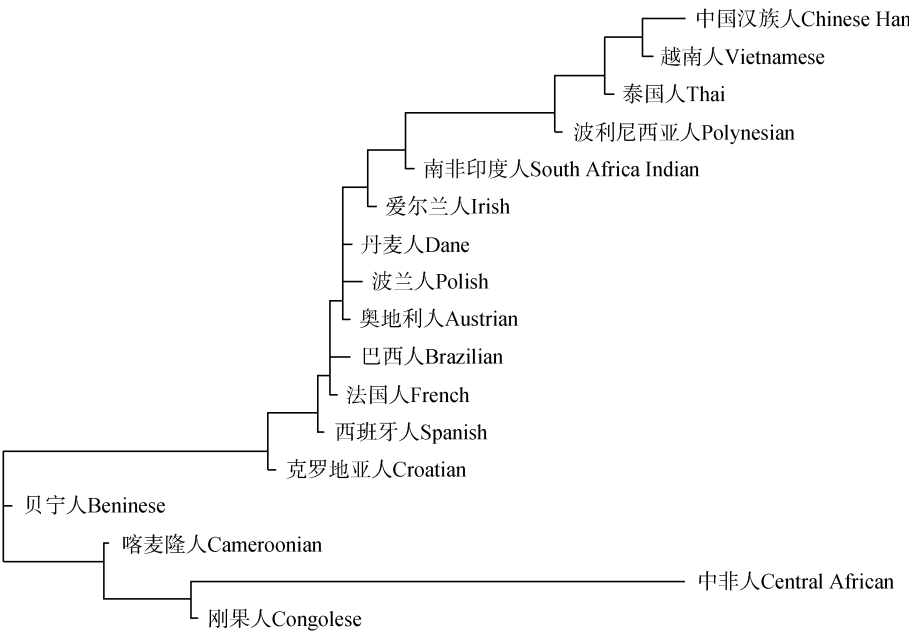 中国汉族人Chinese Han
越南人Vietnamese
泰国人Thai
波利尼西亚人Polynesian
南非印度人South Africa Indian
爱尔兰人Irish
丹麦人Dane
波兰人Polish
奥地利人Austrian
巴西人Brazilian
法国人French
西班牙人Spanish
克罗地亚人Croatian
贝宁人Beninese
喀麦隆人Cameroonian
中非人Central African
刚果人Congolese